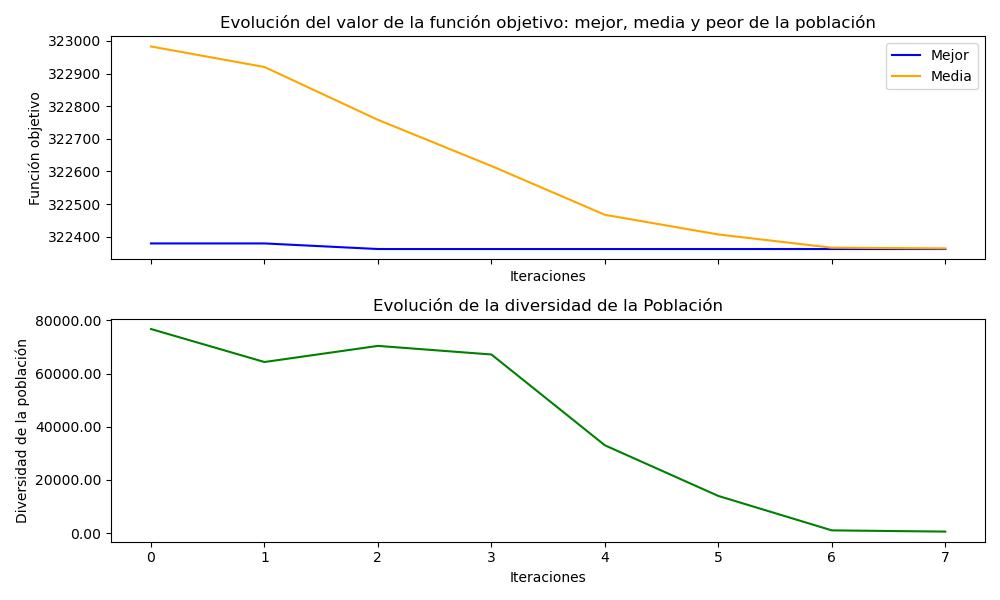 Evolución del valor de la función objetivo: mejor, media y peor de la población
323000
322900
322800
322700
322600
322500
322400
Función objetivo
Mejor
Media
Iteraciones
Evolución de la diversidad de la Población
80000.00
60000.00
40000.00
20000.00
0.00
Diversidad de la población
0 1 2 3 4 5 6 7
Iteraciones